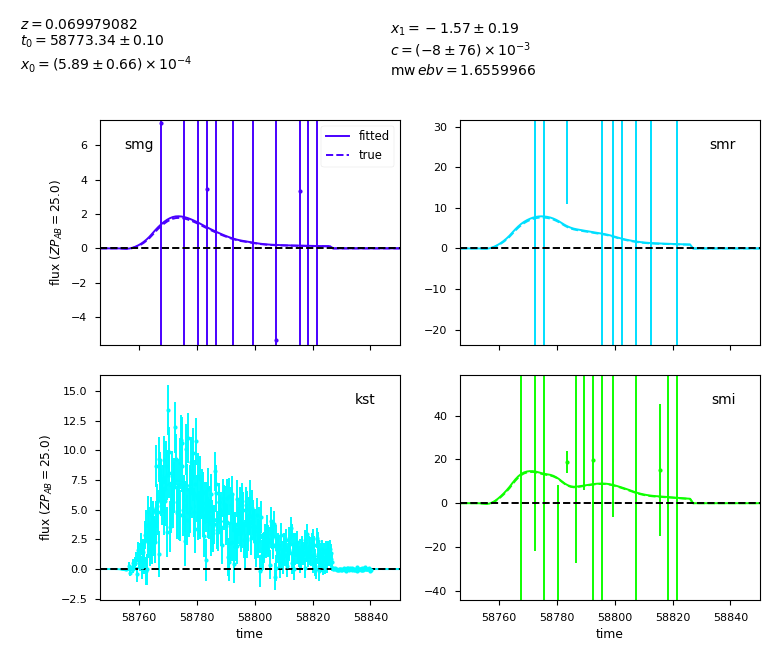 z = 0.069979082
t₀ = 58773.34 ± 0.10
x₀ = (5.89 ± 0.66) × 10⁻⁴
x₁ = −1.57 ± 0.19
c = (−8 ± 76) × 10⁻³
mw ebv = 1.6559966
smg
fitted
true
6
4
2
0
−2
−4
flux (ZP_AB = 25.0)
smr
30
20
10
0
−10
−20
kst
15.0
12.5
10.0
7.5
5.0
2.5
0.0
−2.5
flux (ZP_AB = 25.0)
58760 58780 58800 58820 58840
time
smi
40
20
0
−20
−40
58760 58780 58800 58820 58840
time